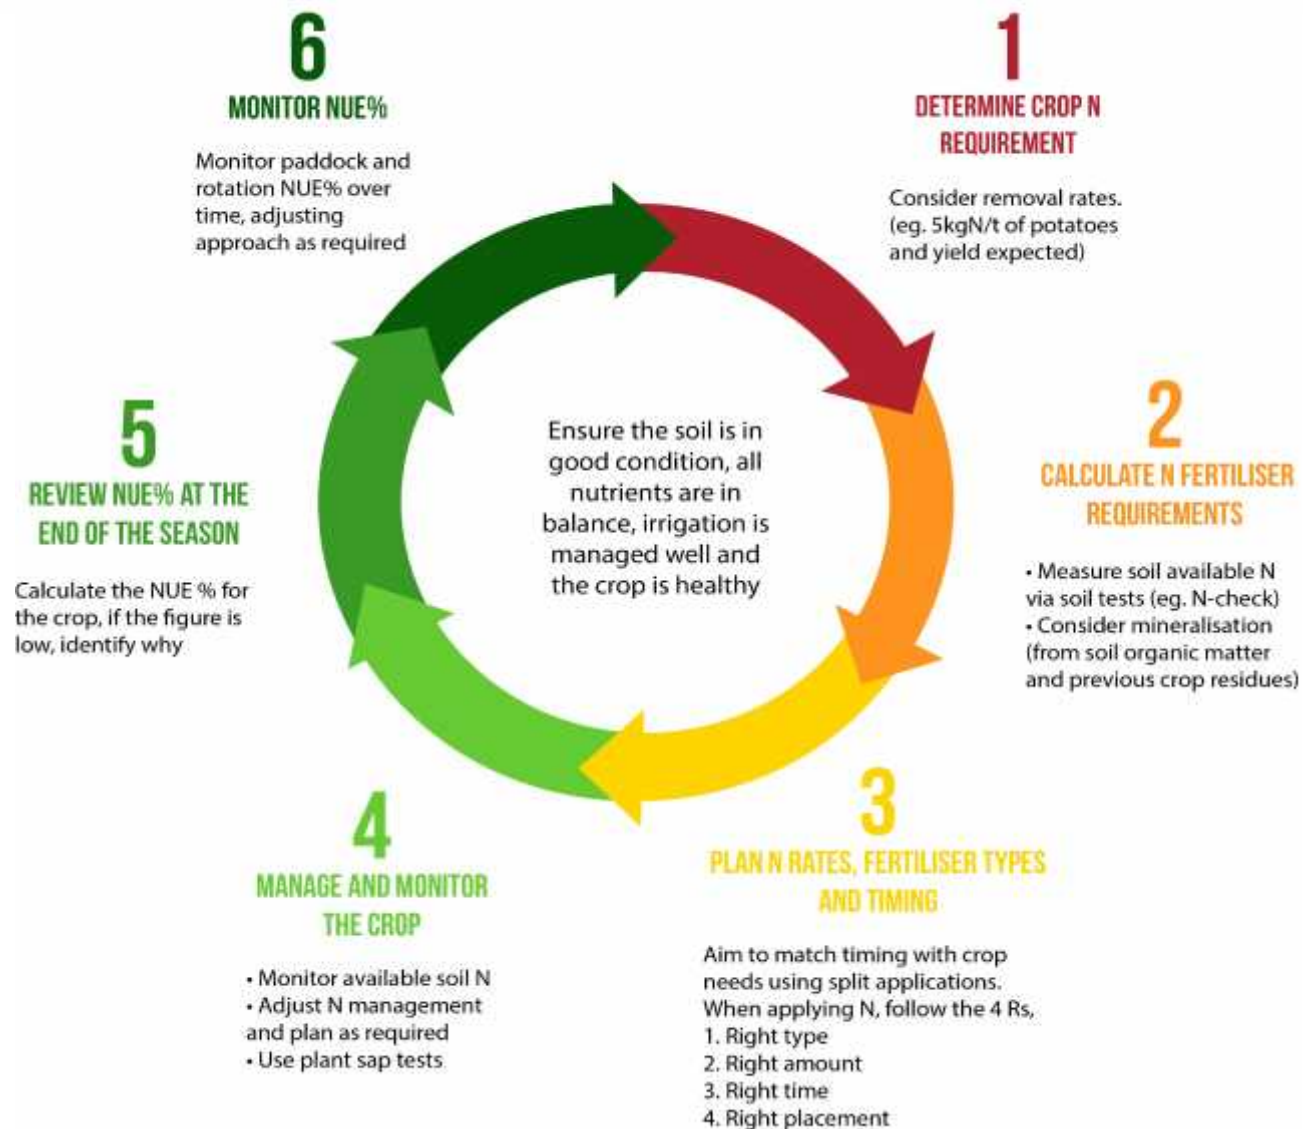 1
DETERMINE CROP N
REQUIREMENT
Consider removal rates.
(eg. 5kgN/t of potatoes
and yield expected)
2
CALCULATE N FERTILISER
REQUIREMENTS
• Measure soil available N
via soil tests (eg. N-check)
• Consider mineralisation
(from soil organic matter
and previous crop residues)
3
PLAN N RATES, FERTILISER TYPES
AND TIMING
Aim to match timing with crop
needs using split applications.
When applying N, follow the 4 Rs,
1. Right type
2. Right amount
3. Right time
4. Right placement
4
MANAGE AND MONITOR
THE CROP
• Monitor available soil N
• Adjust N management
and plan as required
• Use plant sap tests
5
REVIEW NUE% AT THE
END OF THE SEASON
Calculate the NUE % for
the crop, if the figure is
low, identify why
6
MONITOR NUE%
Monitor paddock and
rotation NUE% over
time, adjusting
approach as required
Ensure the soil is in
good condition, all
nutrients are in
balance, irrigation is
managed well and
the crop is healthy